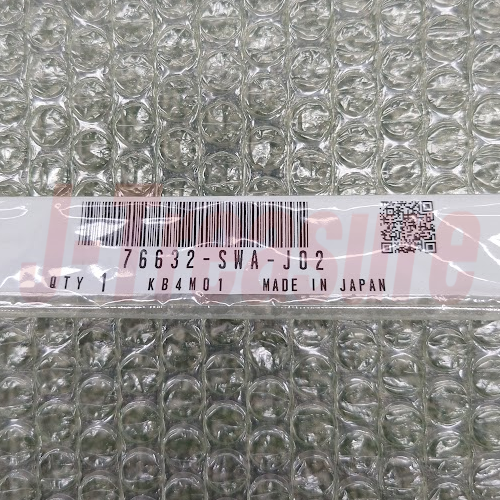 76632-SWA-J02
QTY 1 KB4M01 MADE IN JAPAN